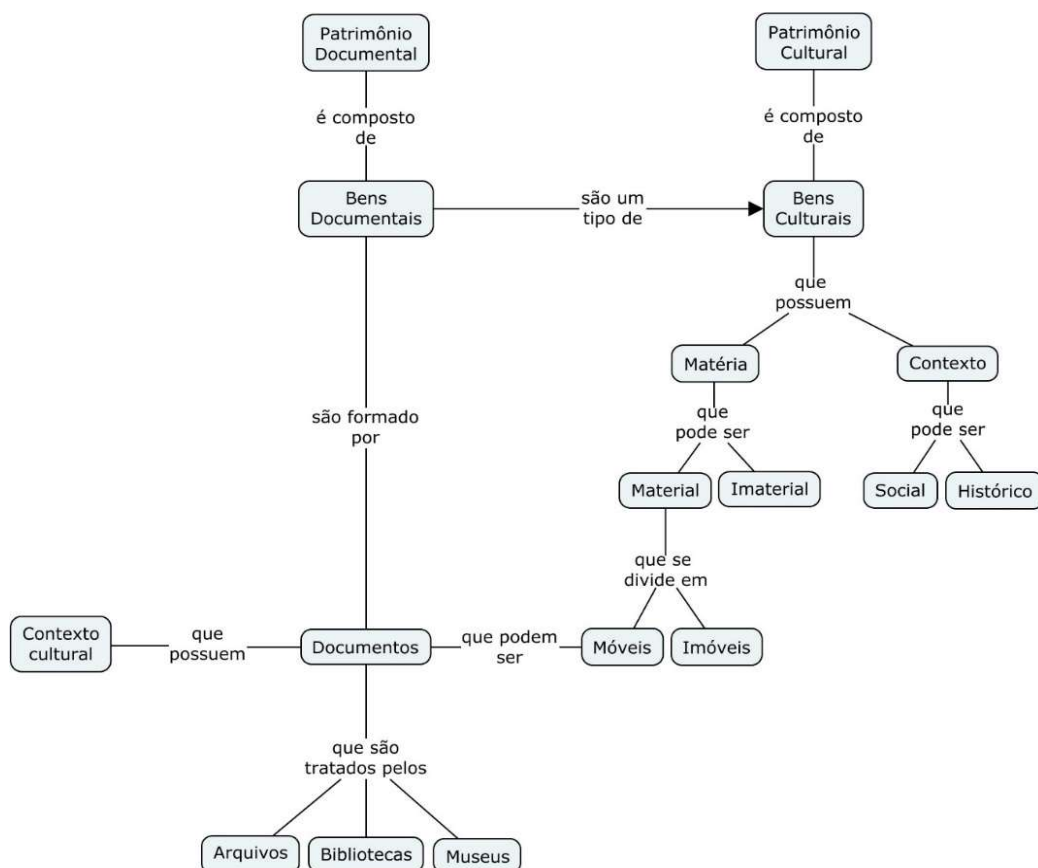 Patrimônio
Documental
Patrimônio
Cultural
é composto
de
é composto
de
Bens
Documentais
são um
tipo de
Bens
Culturais
que
possuem
Matéria
Contexto
são formado
por
que
pode ser
que
pode ser
Material
Imaterial
Social
Histórico
que se
divide em
Contexto
cultural
que
possuem
Documentos
que podem
ser
Móveis
Imóveis
que são
tratados pelos
Arquivos
Bibliotecas
Museus